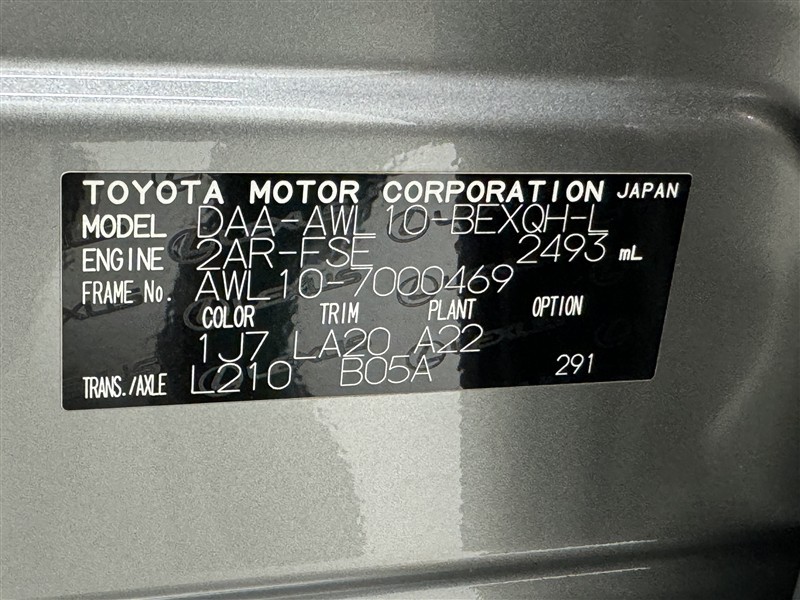 TOYOTA MOTOR CORPORATION JAPAN
MODEL DAA-AWL10-BEXQH-L
ENGINE 2AR-FSE 2493 mL
FRAME No. AWL10-7000469
COLOR TRIM PLANT OPTION
1J7 LA20 A22
TRANS./AXLE L210 B05A 291